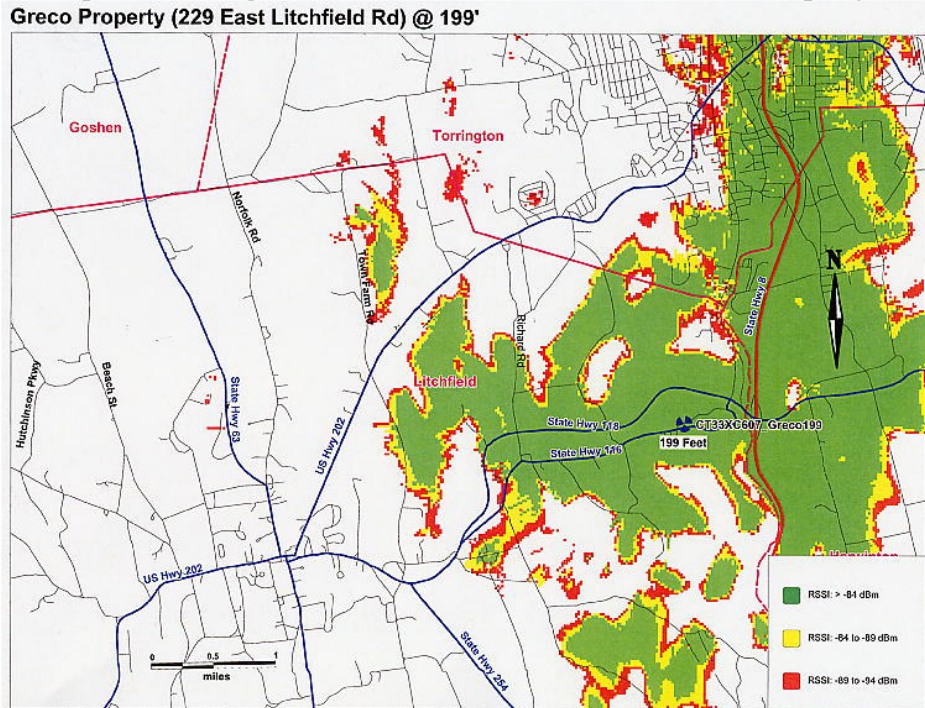 Greco Property (229 East Litchfield Rd) @ 199'
Goshen
Torrington
Norfolk Rd
Town Farm Rd
N
State Hwy 8
Richard Rd
Hutchinson Pkwy
Beach St
State Hwy 63
US Hwy 202
Litchfield
State Hwy 118
CT33XC607_Greco199
199 Feet
State Hwy 116
US Hwy 202
State Hwy 254
0 0.5 1
miles
Harwinton
RSSI: > -84 dBm
RSSI: -84 to -89 dBm
RSSI: -89 to -94 dBm